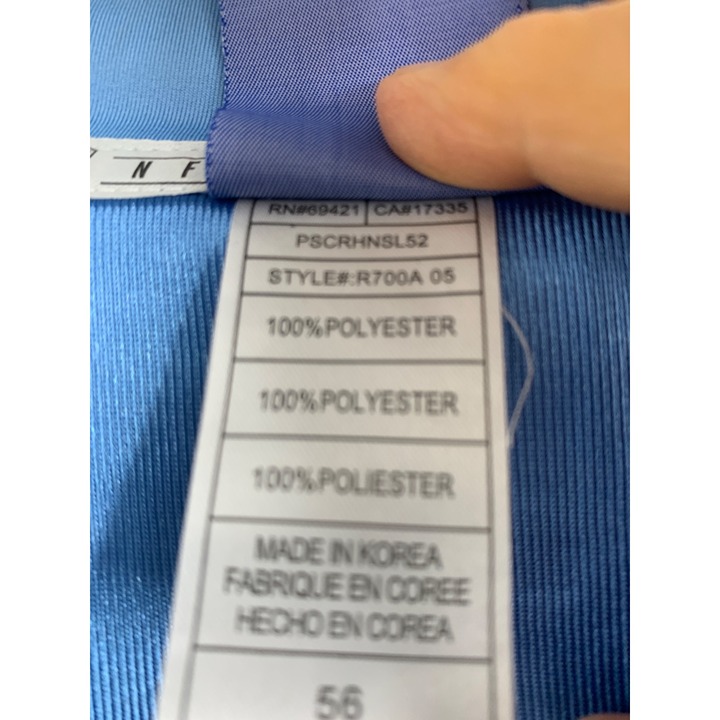 N F
RN#69421 CA#17335
PSCRHNSL52
STYLE#:R700A 05
100%POLYESTER
100%POLYESTER
100%POLIESTER
MADE IN KOREA
FABRIQUE EN COREE
HECHO EN COREA
56